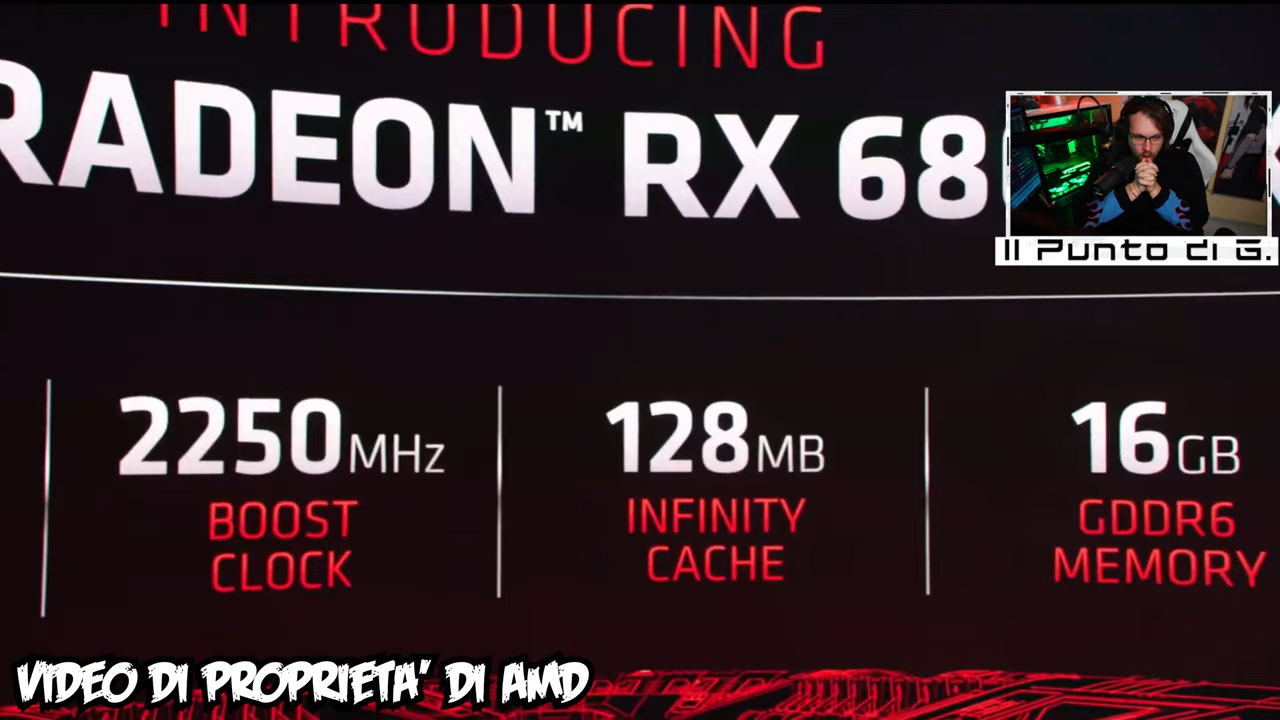 INTRODUCING
RADEON™ RX 68
Il Punto di G.
2250MHz
BOOST
CLOCK
128MB
INFINITY
CACHE
16GB
GDDR6
MEMORY
VIDEO DI PROPRIETA' DI AMD